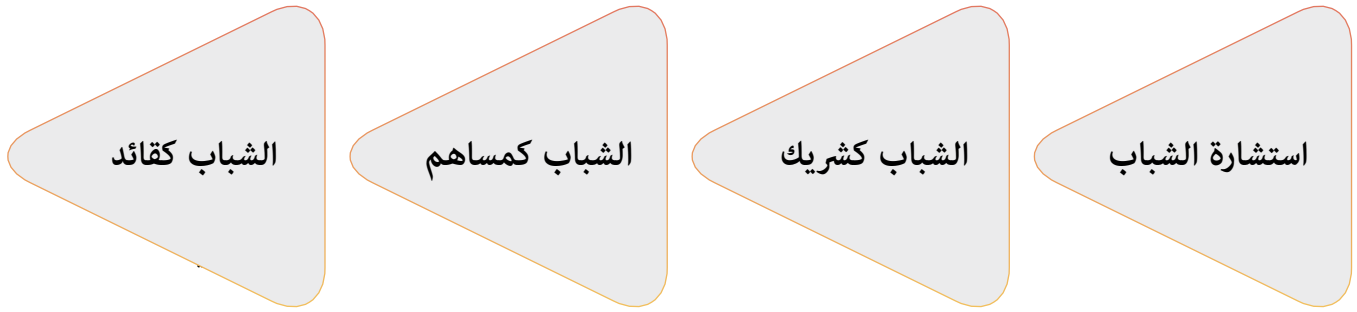 استشارة الشباب
الشباب كشريك
الشباب كمساهم
الشباب كقائد